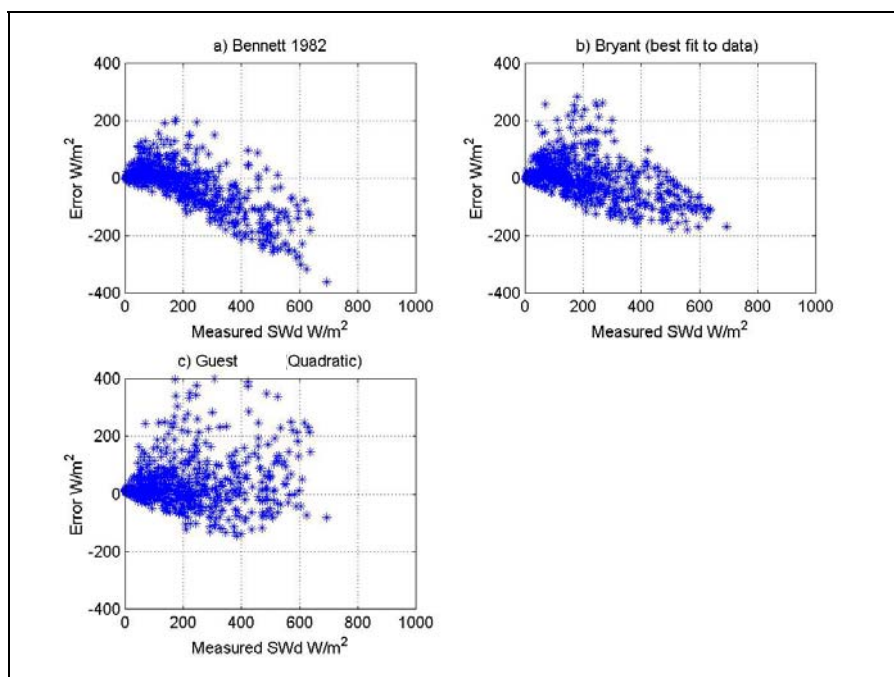 a) Bennett 1982
400
200
0
-200
-400
0 200 400 600 800 1000
Error W/m²
Measured SWd W/m²
b) Bryant (best fit to data)
400
200
0
-200
-400
0 200 400 600 800 1000
Error W/m²
Measured SWd W/m²
c) Guest Quadratic)
400
200
0
-200
-400
0 200 400 600 800 1000
Error W/m²
Measured SWd W/m²